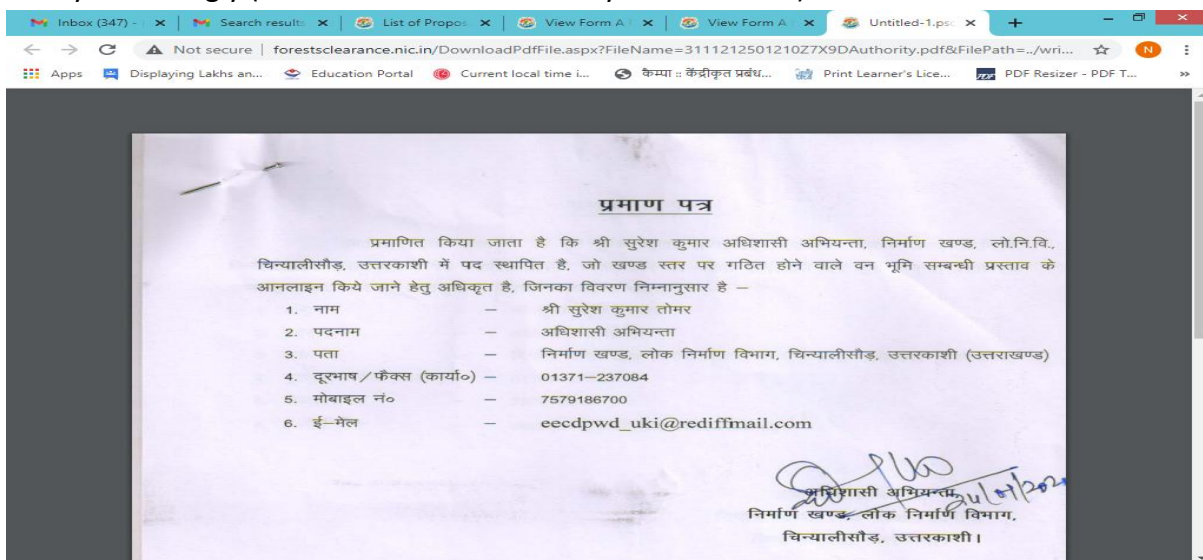 Inbox (347) -
Search results
List of Propos
View Form A
View Form A
Untitled-1.psd
Not secure | forestsclearance.nic.in/DownloadPdfFile.aspx?FileName=3111212501210Z7X9DAuthority.pdf&FilePath=../wri...
N
Apps Displaying Lakhs an... Education Portal Current local time i... कैम्पा :: केंद्रीकृत प्रबंध... Print Learner's Lice... PDF Resizer - PDF T... »
प्रमाण पत्र
प्रमाणित किया जाता है कि श्री सुरेश कुमार अधिशासी अभियन्ता, निर्माण खण्ड, लो.नि.वि.,
चिन्यालीसौड़, उत्तरकाशी में पद स्थापित है, जो खण्ड स्तर पर गठित होने वाले वन भूमि सम्बन्धी प्रस्ताव के
आनलाइन किये जाने हेतु अधिकृत है, जिनका विवरण निम्नानुसार है –
1. नाम – श्री सुरेश कुमार तोमर
2. पदनाम – अधिशासी अभियन्ता
3. पता – निर्माण खण्ड, लोक निर्माण विभाग, चिन्यालीसौड़, उत्तरकाशी (उत्तराखण्ड)
4. दूरभाष/फैक्स (कार्या०) – 01371–237084
5. मोबाइल नं० – 7579186700
6. ई–मेल – eecdpwd_uki@rediffmail.com
अधिशासी अभियन्ता,
निर्माण खण्ड, लोक निर्माण विभाग,
चिन्यालीसौड़, उत्तरकाशी।